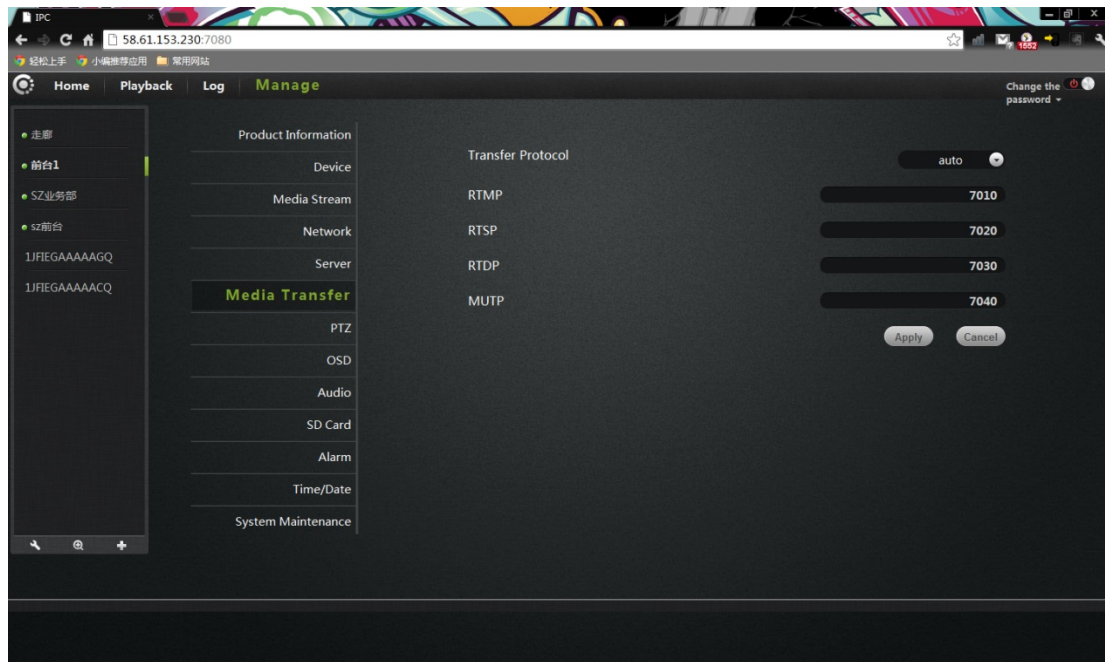 IPC
58.61.153.230:7080
1652
轻松上手 小编推荐应用 常用网站
Home Playback Log Manage
Change the
password
走廊
前台1
SZ业务部
sz前台
1JFIEGAAAAAGQ
1JFIEGAAAAACQ
Product Information
Device
Media Stream
Network
Server
Media Transfer
PTZ
OSD
Audio
SD Card
Alarm
Time/Date
System Maintenance
Transfer Protocol auto
RTMP 7010
RTSP 7020
RTDP 7030
MUTP 7040
Apply Cancel